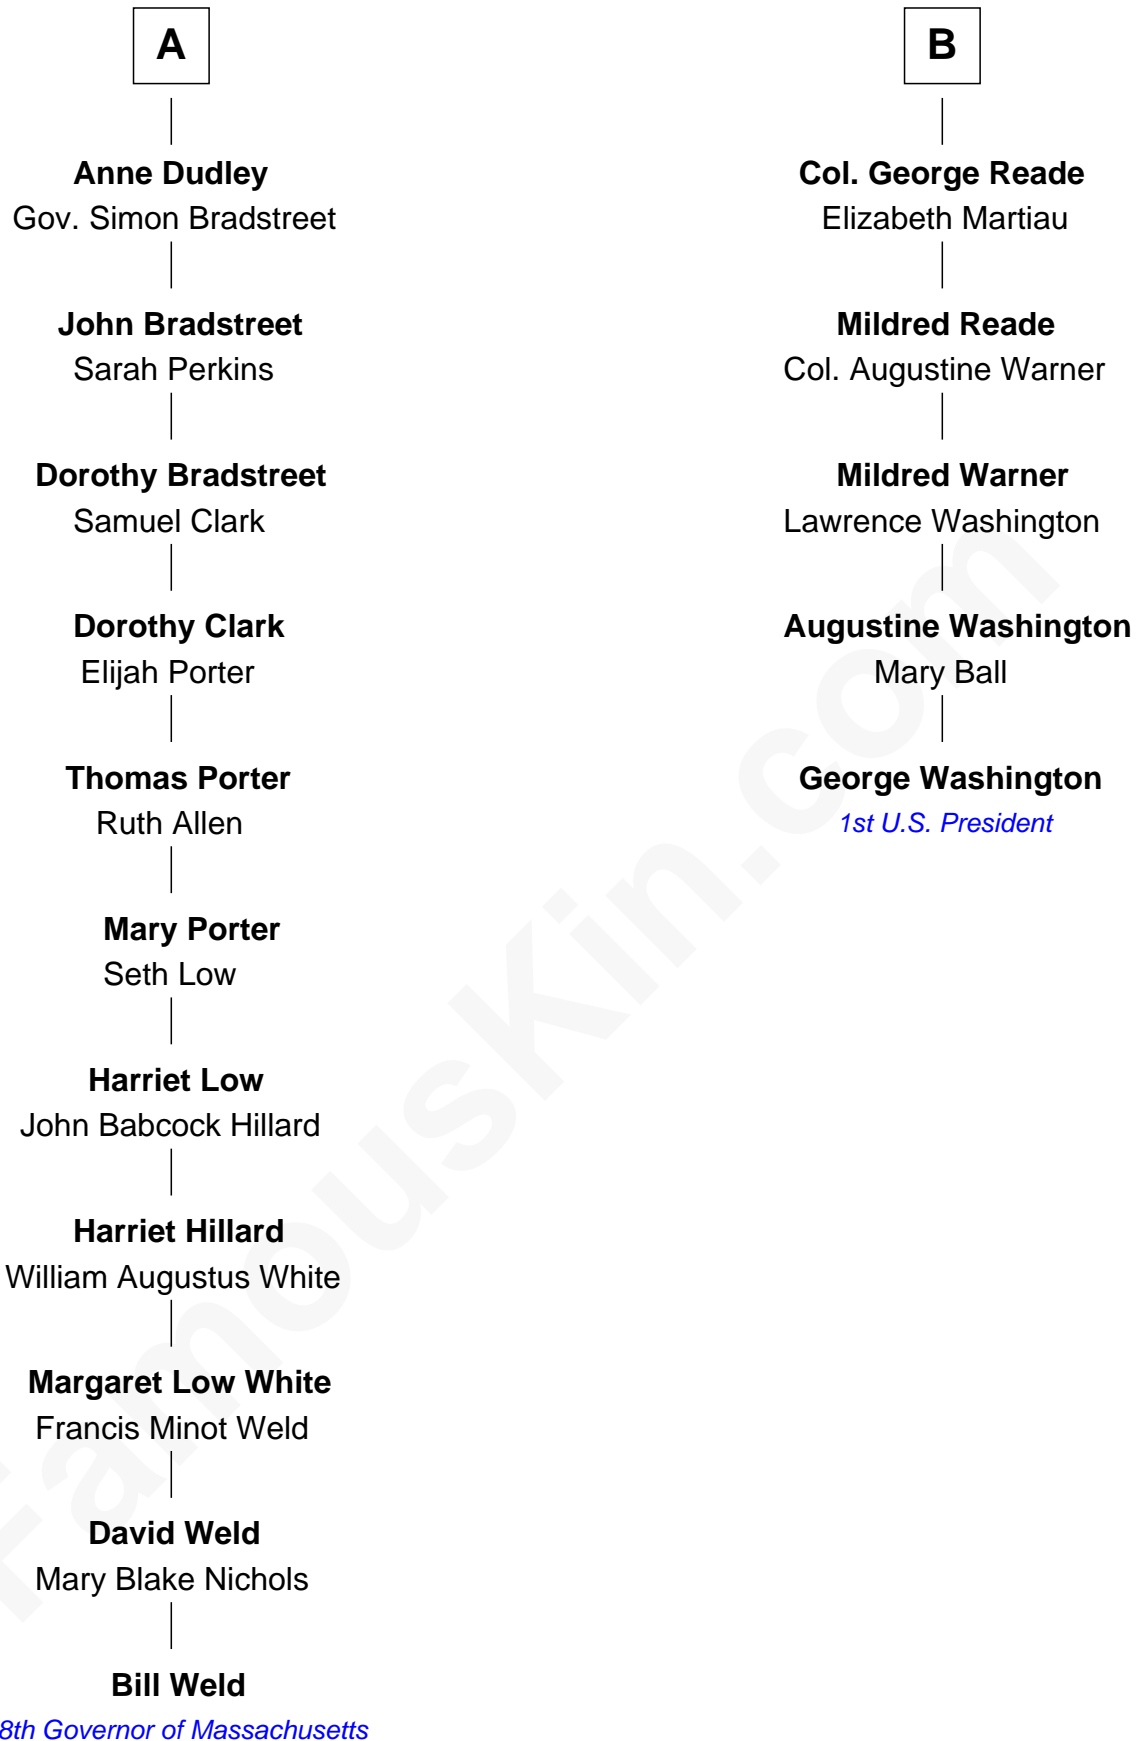 A
Anne Dudley
Gov. Simon Bradstreet
John Bradstreet
Sarah Perkins
Dorothy Bradstreet
Samuel Clark
Dorothy Clark
Elijah Porter
Thomas Porter
Ruth Allen
Mary Porter
Seth Low
Harriet Low
John Babcock Hillard
Harriet Hillard
William Augustus White
Margaret Low White
Francis Minot Weld
David Weld
Mary Blake Nichols
Bill Weld
8th Governor of Massachusetts
B
Col. George Reade
Elizabeth Martiau
Mildred Reade
Col. Augustine Warner
Mildred Warner
Lawrence Washington
Augustine Washington
Mary Ball
George Washington
1st U.S. President
FamousKin.com